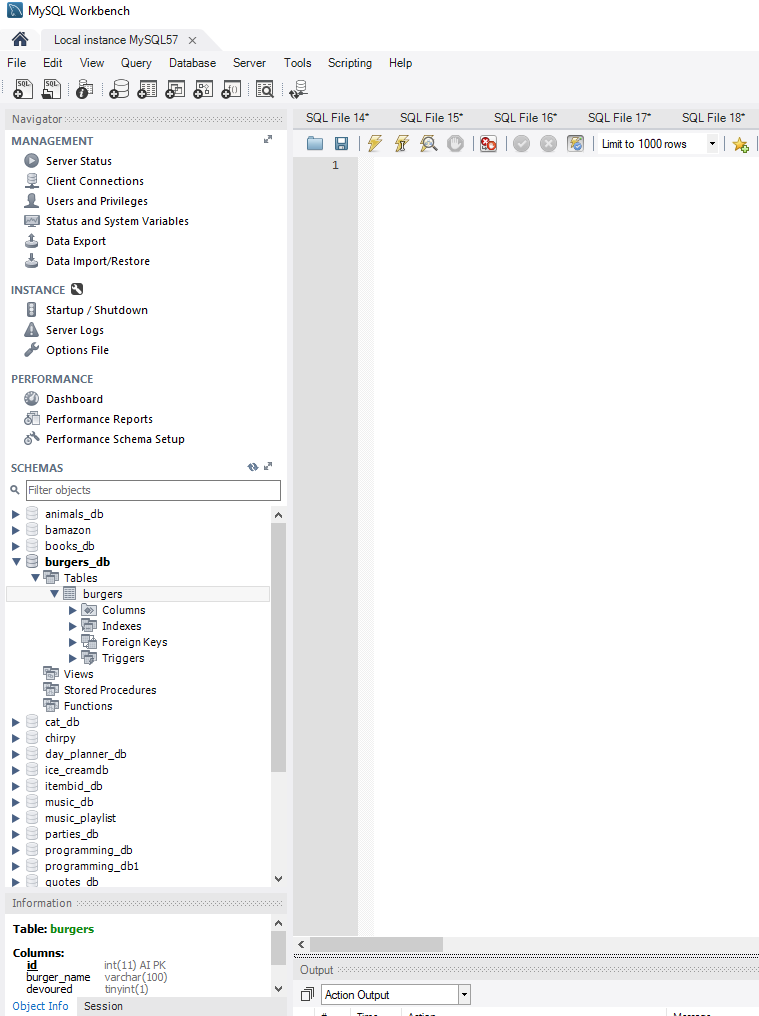 MySQL Workbench
Local instance MySQL57
File Edit View Query Database Server Tools Scripting Help
Navigator
SQL File 14* SQL File 15* SQL File 16* SQL File 17* SQL File 18*
MANAGEMENT
Server Status
Client Connections
Users and Privileges
Status and System Variables
Data Export
Data Import/Restore
INSTANCE
Startup / Shutdown
Server Logs
Options File
PERFORMANCE
Dashboard
Performance Reports
Performance Schema Setup
SCHEMAS
Filter objects
animals_db
bamazon
books_db
burgers_db
Tables
burgers
Columns
Indexes
Foreign Keys
Triggers
Views
Stored Procedures
Functions
cat_db
chirpy
day_planner_db
ice_creamdb
itembid_db
music_db
music_playlist
parties_db
programming_db
programming_db1
quotes_db
Information
Table: burgers
Columns:
id int(11) AI PK
burger_name varchar(100)
devoured tinyint(1)
Object Info Session
Limit to 1000 rows
1
Output
Action Output
# Time Action Message